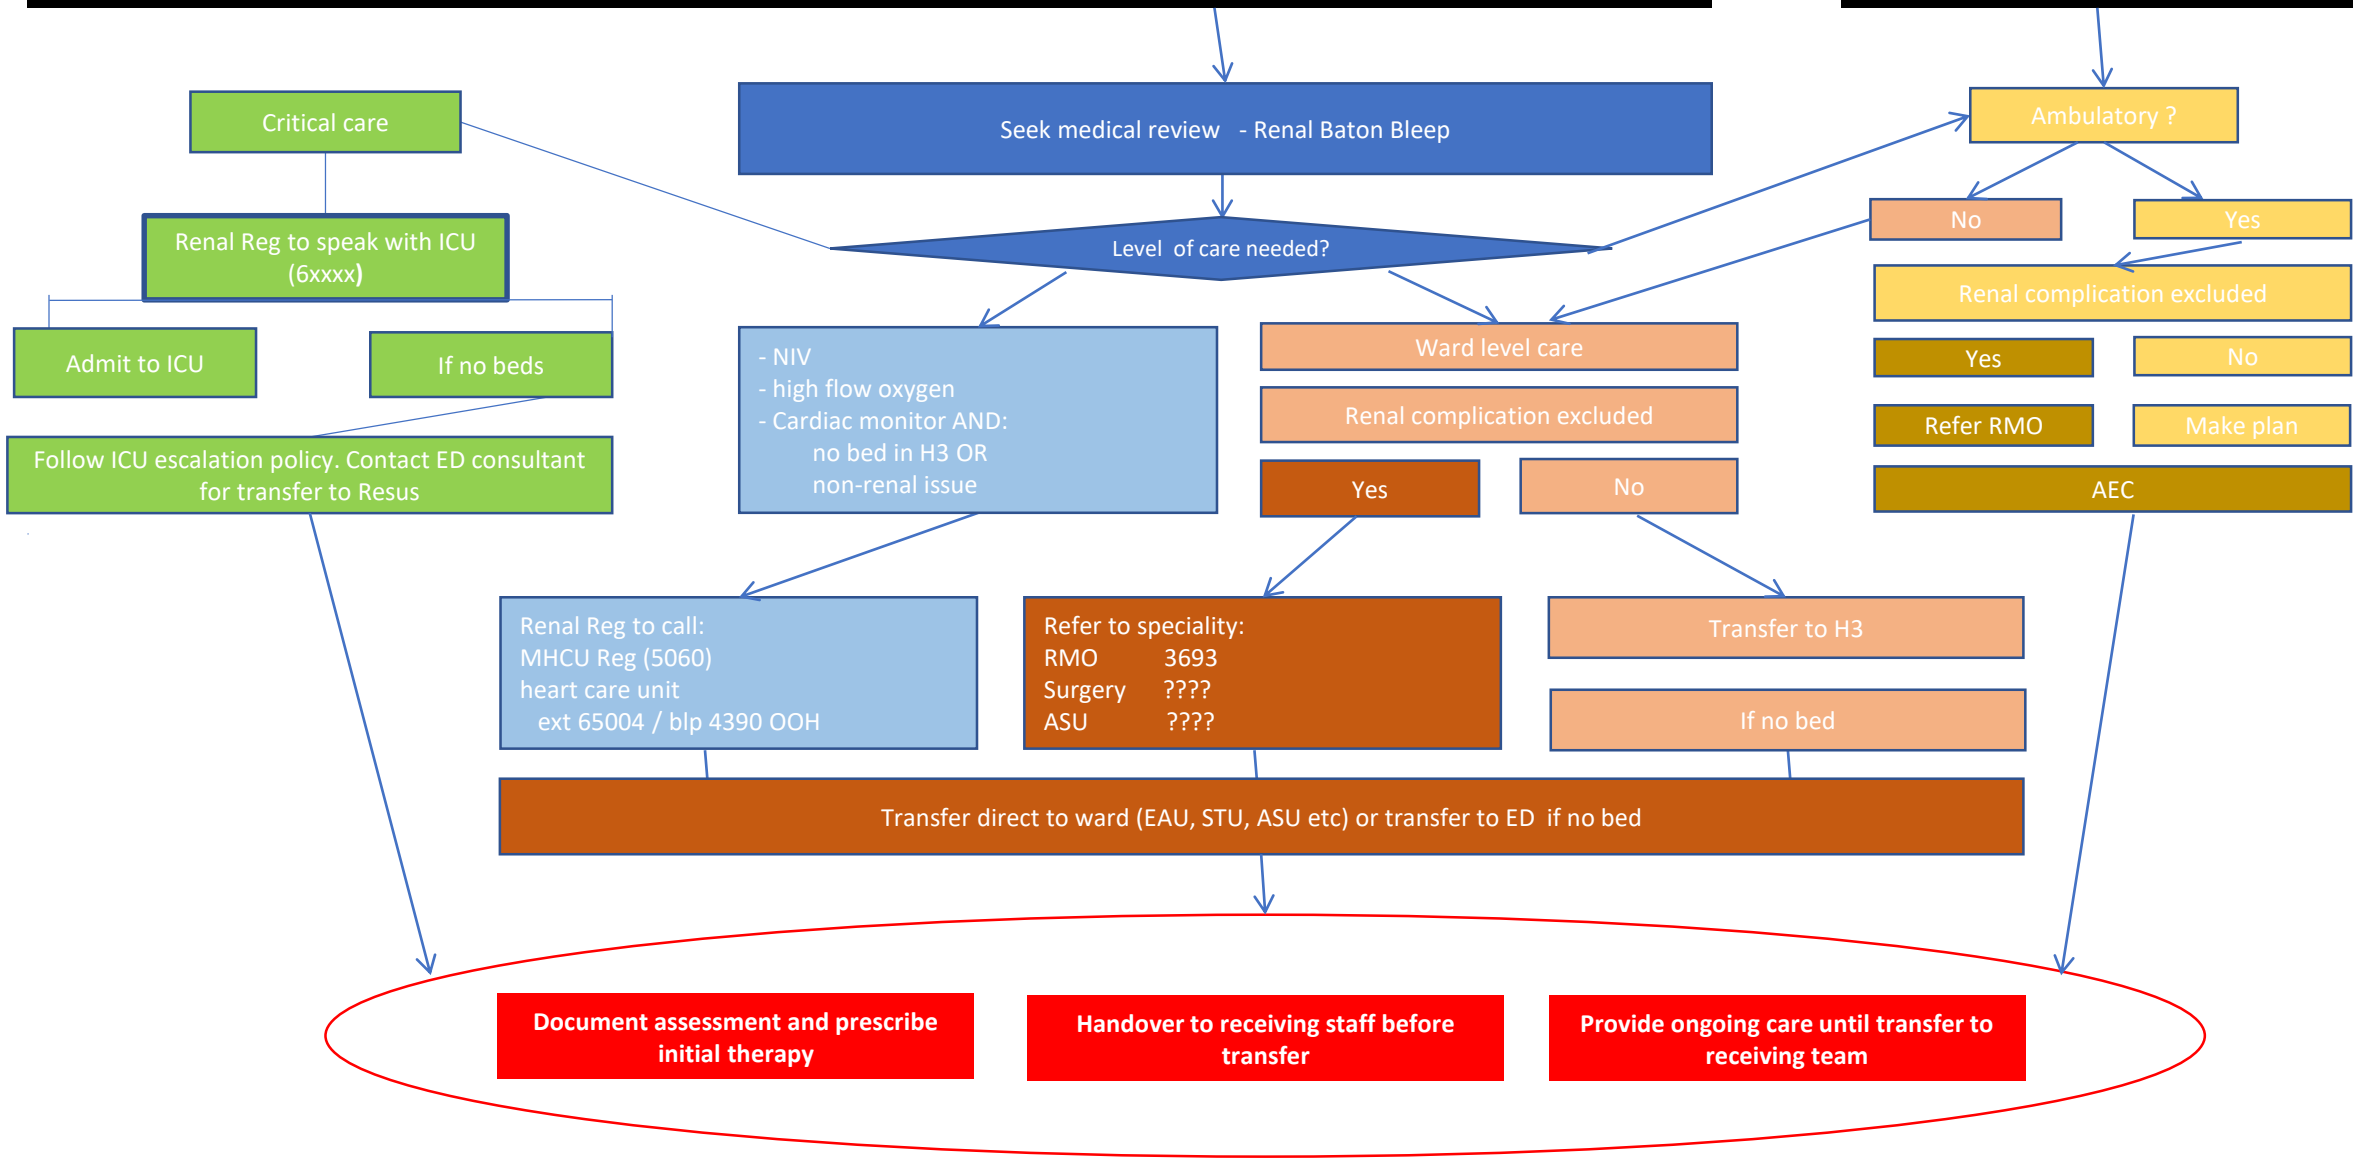 Critical care
Seek medical review   - Renal Baton Bleep
Ambulatory ?
Renal Reg to speak with ICU
(6xxxx)
Level  of care needed?
No
Yes
Admit to ICU
If no beds
- NIV
- high flow oxygen
- Cardiac monitor AND:
no bed in H3 OR
non-renal issue
Ward level care
Renal complication excluded
Yes
No
Renal complication excluded
Yes
No
Refer RMO
Make plan
AEC
Follow ICU escalation policy. Contact ED consultant
for transfer to Resus
Renal Reg to call:
MHCU Reg (5060)
heart care unit
ext 65004 / blp 4390 OOH
Refer to speciality:
RMO          3693
Surgery      ????
ASU            ????
Transfer to H3
If no bed
Transfer direct to ward (EAU, STU, ASU etc) or transfer to ED  if no bed
Document assessment and prescribe
initial therapy
Handover to receiving staff before
transfer
Provide ongoing care until transfer to
receiving team